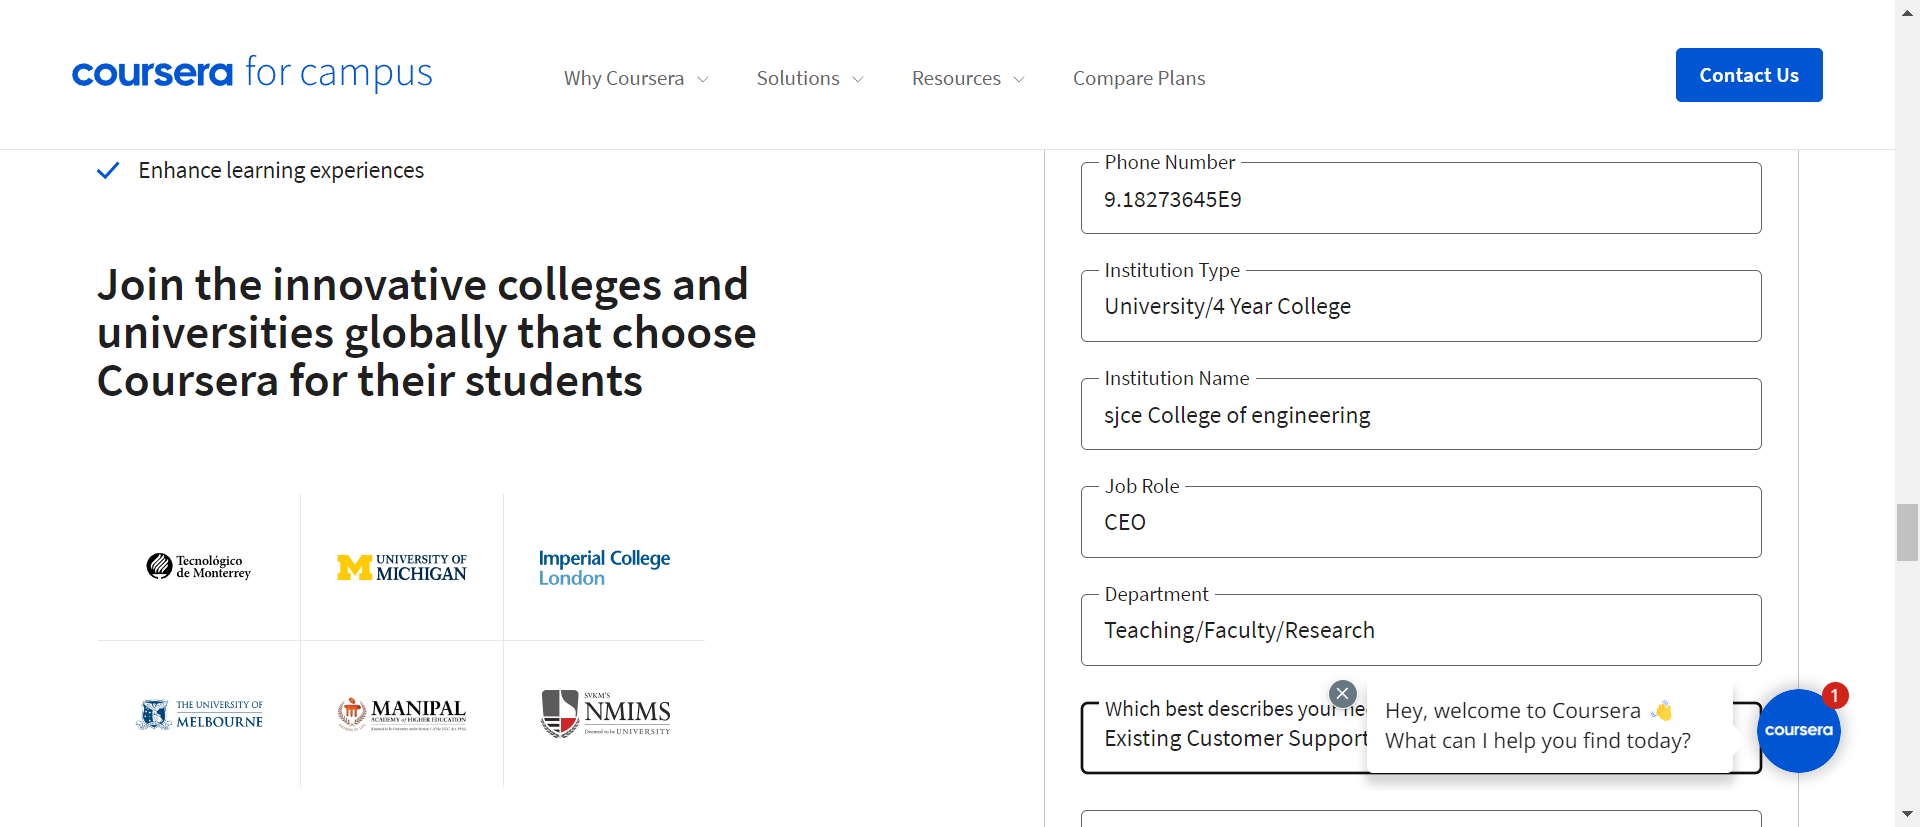 coursera for campus
Why Coursera
Solutions
Resources
Compare Plans
Contact Us
Enhance learning experiences
Join the innovative colleges and
universities globally that choose
Coursera for their students
Tecnológico
de Monterrey
M UNIVERSITY OF
MICHIGAN
Imperial College
London
THE UNIVERSITY OF
MELBOURNE
MANIPAL
ACADEMY of HIGHER EDUCATION
SVKM'S
NMIMS
Deemed to be UNIVERSITY
Phone Number
9.18273645E9
Institution Type
University/4 Year College
Institution Name
sjce College of engineering
Job Role
CEO
Department
Teaching/Faculty/Research
Which best describes your
Existing Customer Support
Hey, welcome to Coursera 👋
What can I help you find today?
coursera
1